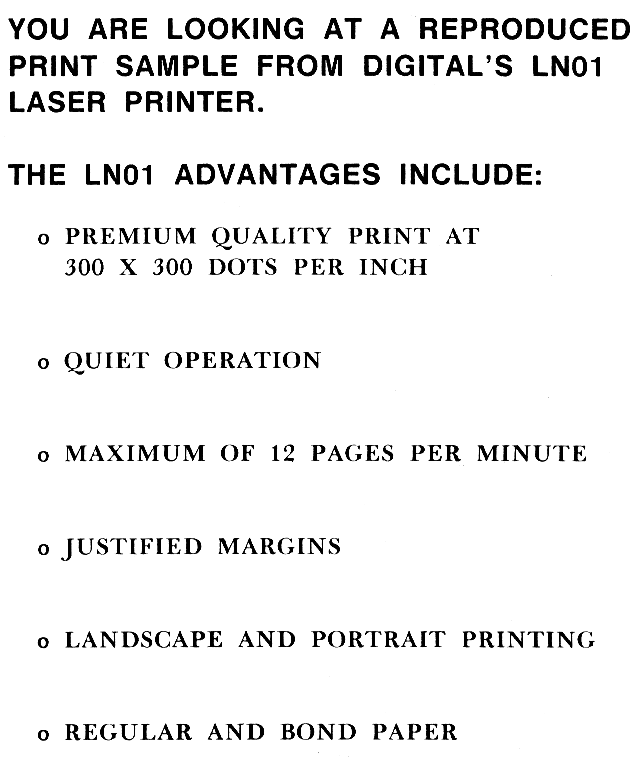 YOU ARE LOOKING AT A REPRODUCED
PRINT SAMPLE FROM DIGITAL'S LN01
LASER PRINTER.
THE LN01 ADVANTAGES INCLUDE:
o PREMIUM QUALITY PRINT AT
300 X 300 DOTS PER INCH
o QUIET OPERATION
o MAXIMUM OF 12 PAGES PER MINUTE
o JUSTIFIED MARGINS
o LANDSCAPE AND PORTRAIT PRINTING
o REGULAR AND BOND PAPER